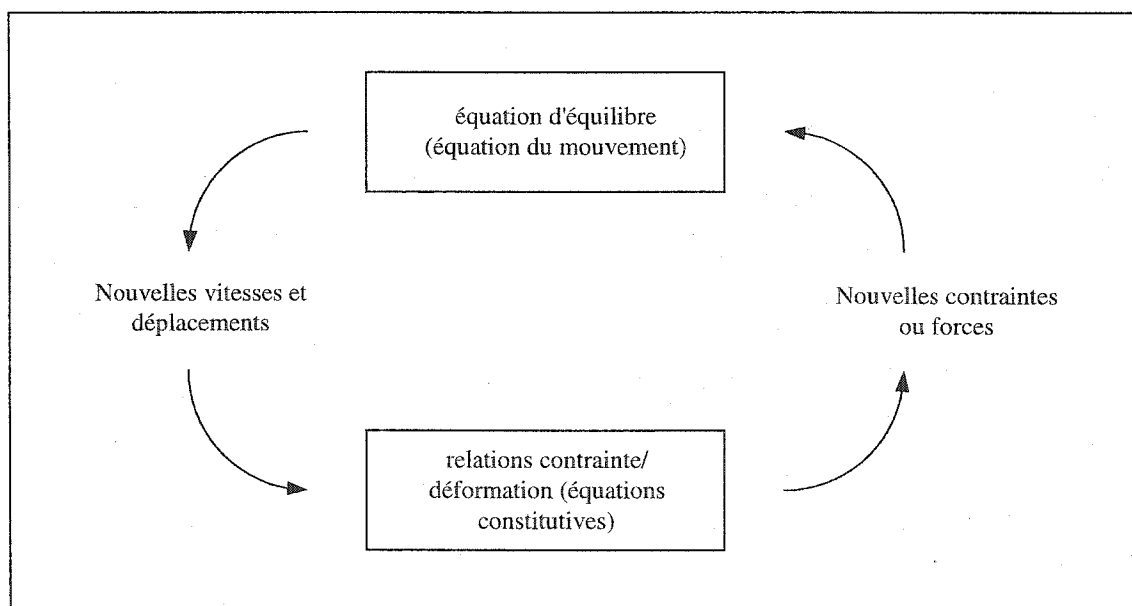 équation d'équilibre
(équation du mouvement)
Nouvelles vitesses et
déplacements
Nouvelles contraintes
ou forces
relations contrainte/
déformation (équations
constitutives)